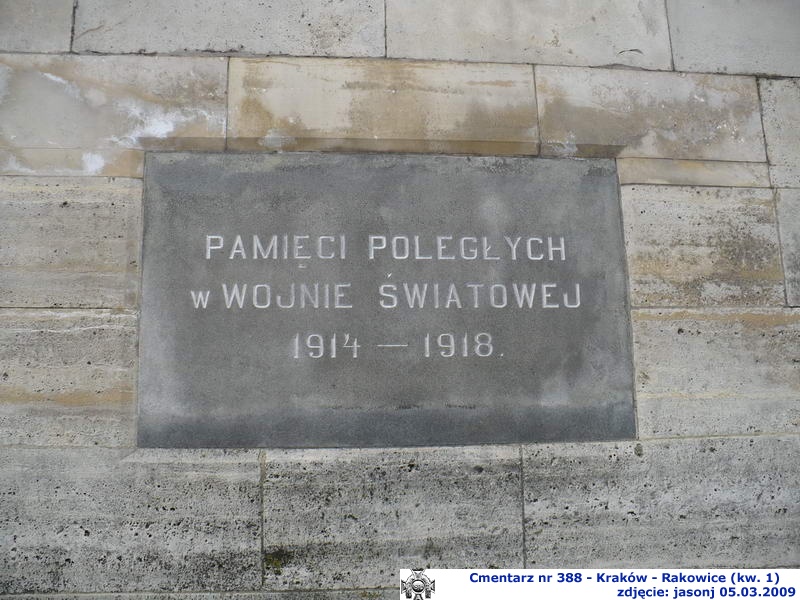 PAMIĘCI POLEGŁYCH
w WOJNIE ŚWIATOWEJ
1914 — 1918.
Cmentarz nr 388 - Kraków - Rakowice (kw. 1)
zdjęcie: jasonj 05.03.2009